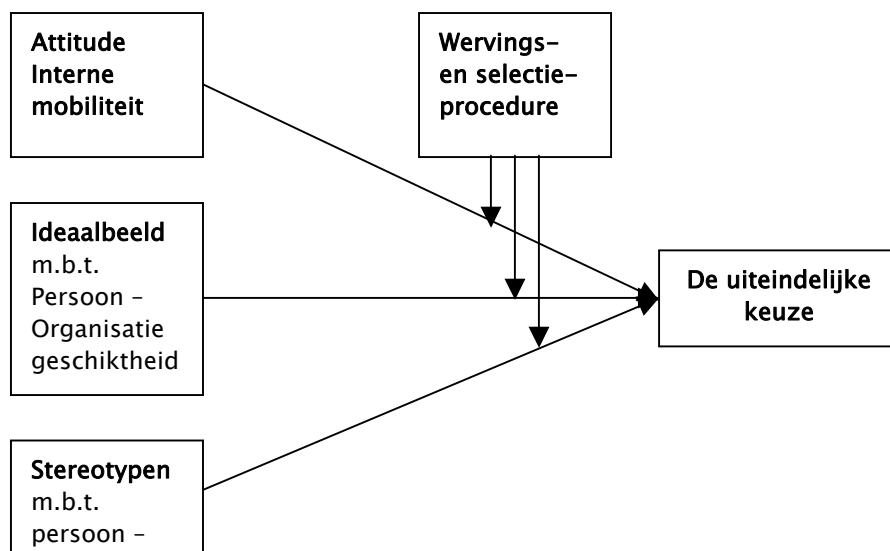 Attitude
Interne
mobiliteit
Wervings–
en selectie–
procedure
Ideaalbeeld
m.b.t.
Persoon –
Organisatie
geschiktheid
De uiteindelijke
keuze
Stereotypen
m.b.t.
persoon –